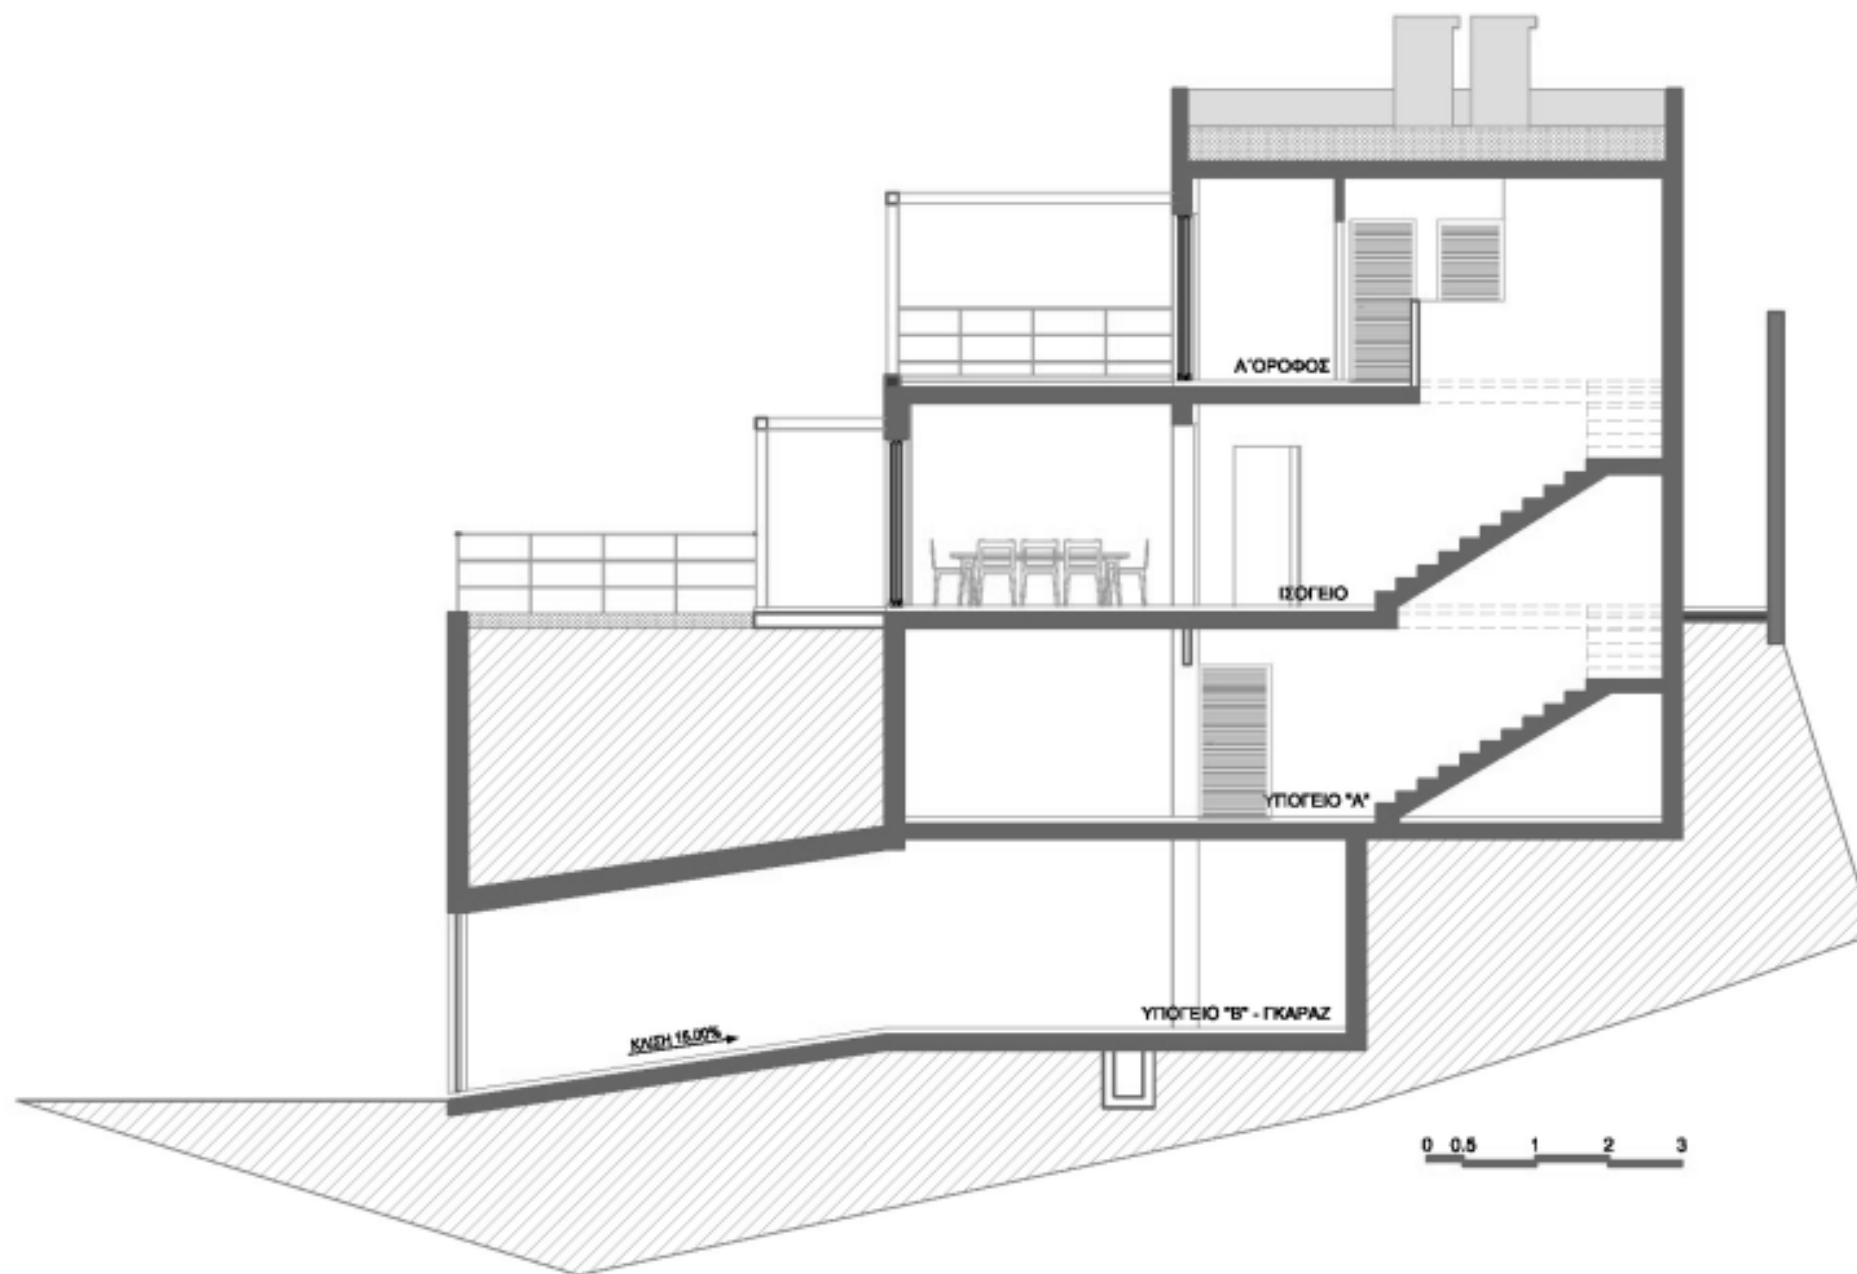 Α'ΟΡΟΦΟΣ
ΙΣΟΓΕΙΟ
ΥΠΟΓΕΙΟ "Α"
ΥΠΟΓΕΙΟ "Β" - ΓΚΑΡΑΖ
ΚΛΙΣΗ 15.00%
0 0.5 1 2 3